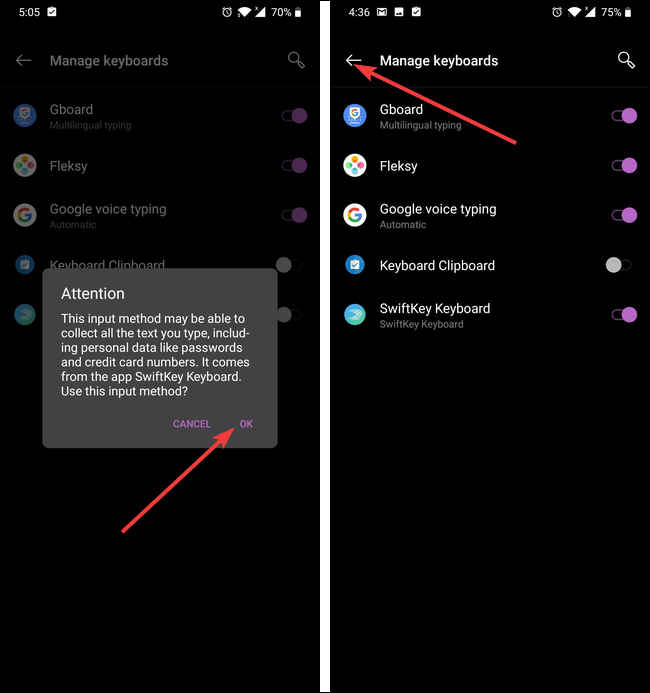 5:05
70%
Manage keyboards
Gboard
Multilingual typing
Fleksy
Google voice typing
Automatic
Keyboard Clipboard
Attention
This input method may be able to
collect all the text you type, includ-
ing personal data like passwords
and credit card numbers. It comes
from the app SwiftKey Keyboard.
Use this input method?
CANCEL
OK
4:36
75%
Manage keyboards
Gboard
Multilingual typing
Fleksy
Google voice typing
Automatic
Keyboard Clipboard
SwiftKey Keyboard
SwiftKey Keyboard